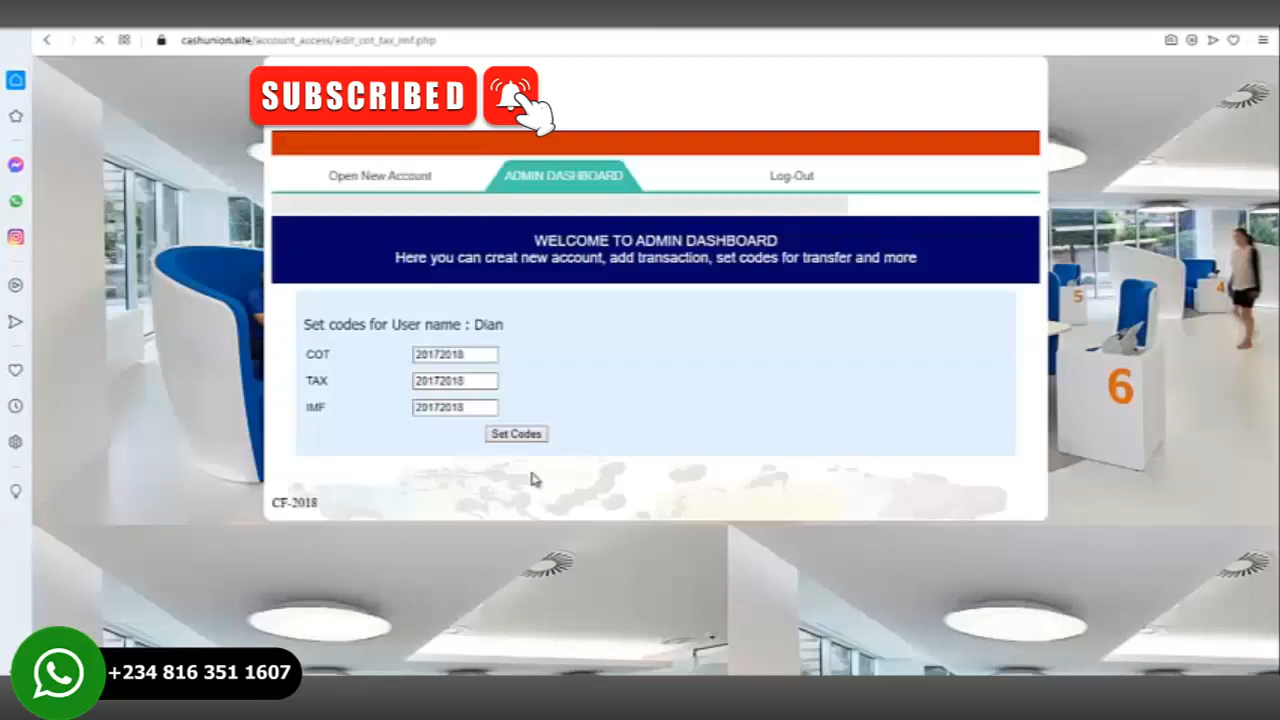 cashunion.site/account_access/edit_cot_tax_imf.php
SUBSCRIBED
Open New Account
ADMIN DASHBOARD
Log-Out
WELCOME TO ADMIN DASHBOARD
Here you can creat new account, add transaction, set codes for transfer and more
Set codes for User name : Dian
COT 20172018
TAX 20172018
IMF 20172018
Set Codes
CF-2018
5
4
6
+234 816 351 1607